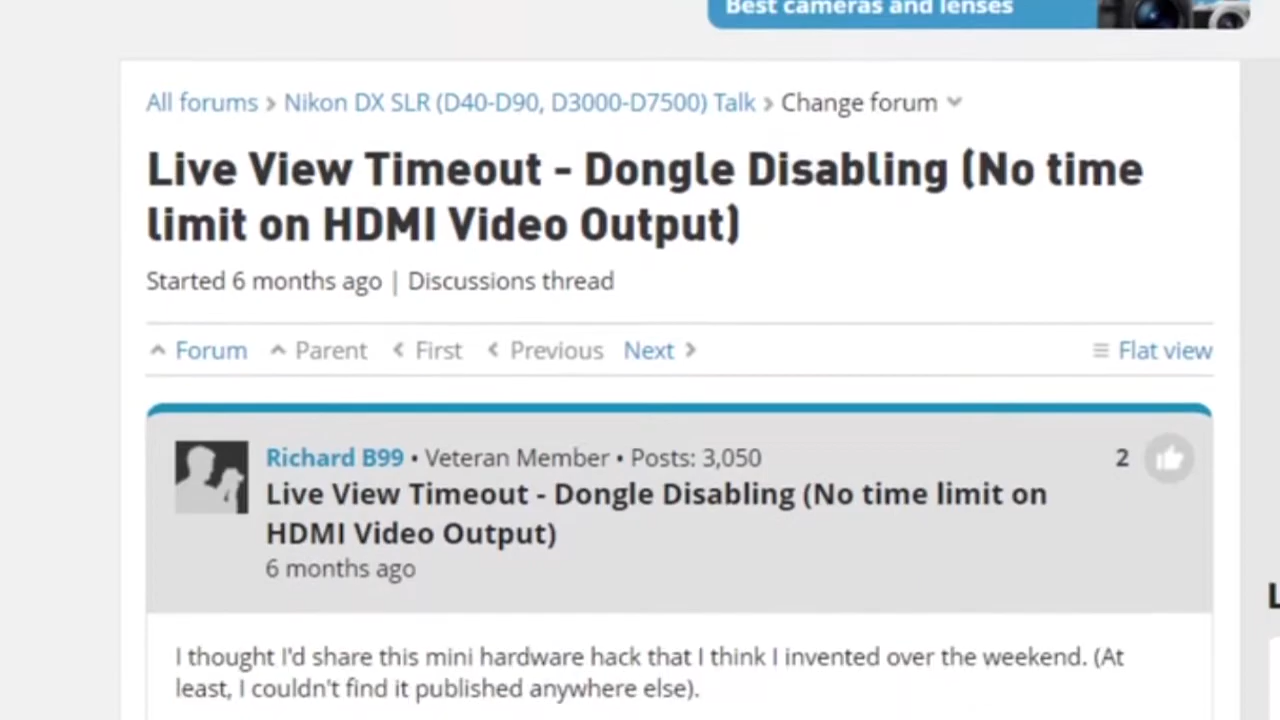 Best cameras and lenses
All forums > Nikon DX SLR (D40-D90, D3000-D7500) Talk > Change forum
Live View Timeout - Dongle Disabling (No time
limit on HDMI Video Output)
Started 6 months ago | Discussions thread
Forum Parent First Previous Next Flat view
Richard B99 • Veteran Member • Posts: 3,050 2
Live View Timeout - Dongle Disabling (No time limit on
HDMI Video Output)
6 months ago
I thought I'd share this mini hardware hack that I think I invented over the weekend. (At
least, I couldn't find it published anywhere else).